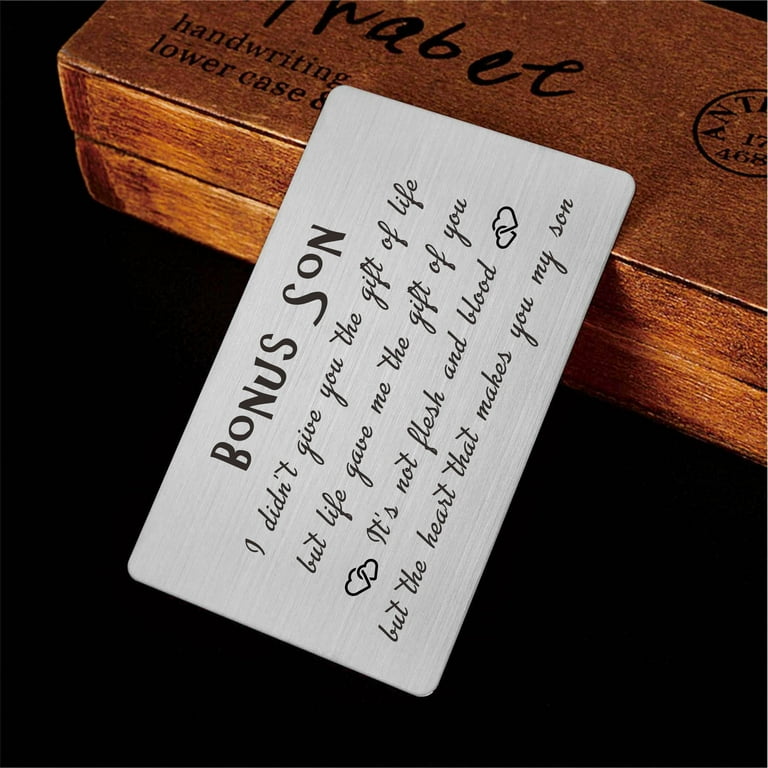 handwriting
lower case &
BONUS SON
I didn't give you the gift of life
but life gave me the gift of you
It's not flesh and blood
but the heart that makes you my son